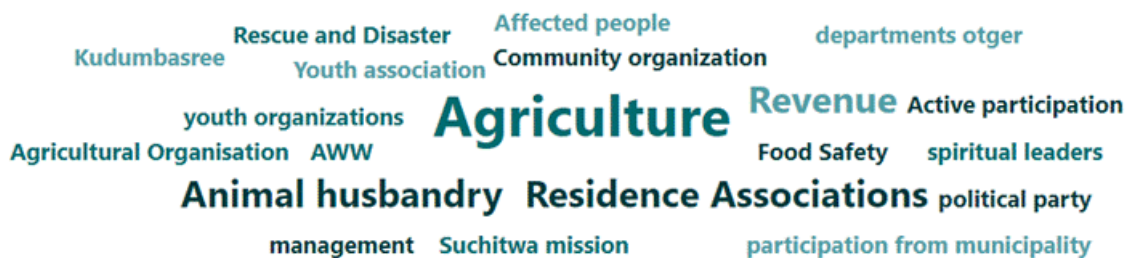 Affected people
Rescue and Disaster
departments otger
Kudumbasree
Community organization
Youth association
Revenue
Active participation
youth organizations
Agriculture
Agricultural Organisation
AWW
Food Safety
spiritual leaders
Animal husbandry
Residence Associations
political party
management
Suchitwa mission
participation from municipality